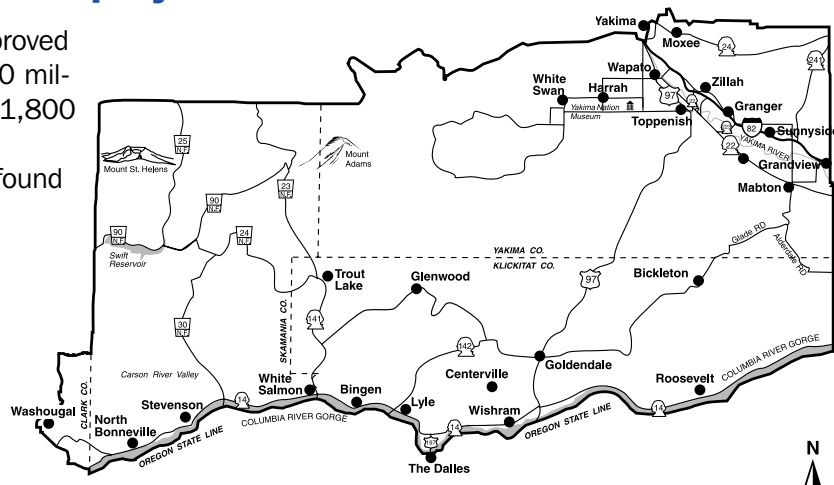 proved
0 mil-
1,800
found
Yakima
Moxee
24
241
Wapato
White
Swan
Harrah
97
Zillah
Yakima Nation
Museum
Toppenish
Granger
82
Sunnyside
22
YAKIMA RIVER
Grandview
Mabton
25
N.F.
Mount St. Helens
Mount
Adams
23
N.F.
90
N.F.
90
N.F.
24
N.F.
Swift
Reservoir
YAKIMA CO.
KLICKITAT CO.
Glade RD
Alderdale RD
Trout
Lake
Glenwood
97
Bickleton
SKAMANIA CO.
141
30
N.F.
142
Goldendale
COLUMBIA RIVER GORGE
Carson River Valley
White
Salmon
Centerville
Roosevelt
CLARK CO.
14
Bingen
Washougal
Stevenson
COLUMBIA RIVER GORGE
Lyle
Wishram
14
North
Bonneville
14
OREGON STATE LINE
OREGON STATE LINE
197
The Dalles
N